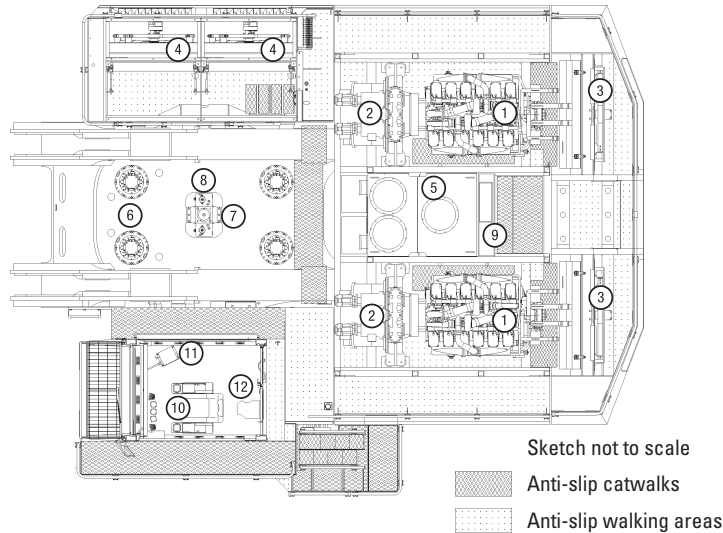 4 4
3
2 1
5
8
6 7
9
2 1 3
11
12
10
Sketch not to scale
Anti-slip catwalks
Anti-slip walking areas